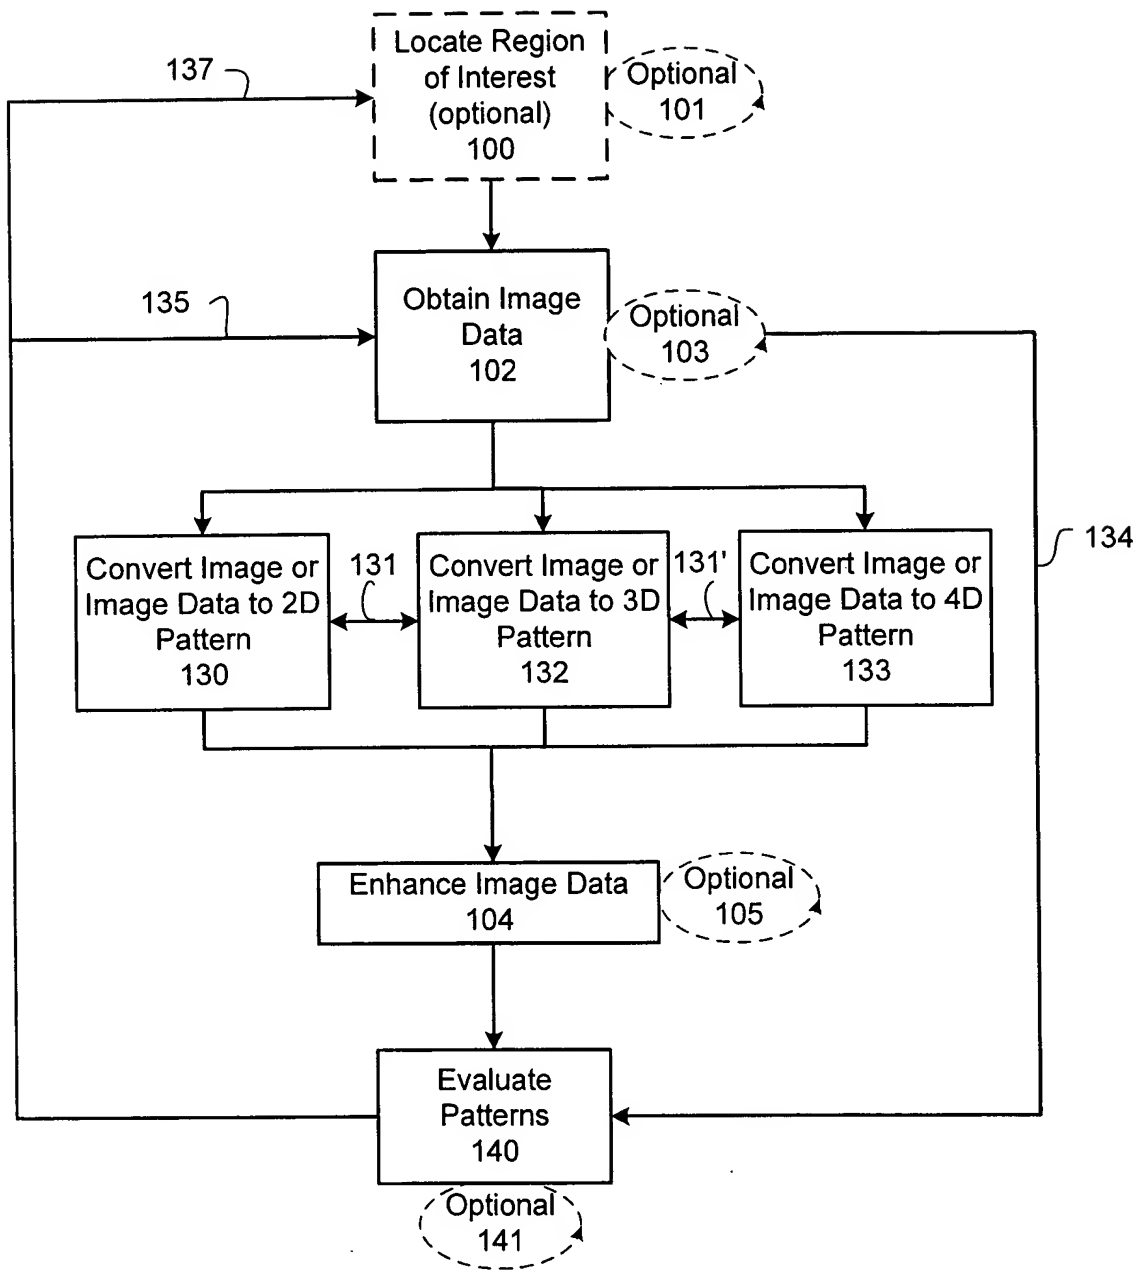 Locate Region
of Interest
(optional)
100
Optional
101
137
Obtain Image
Data
102
Optional
103
135
134
Convert Image or
Image Data to 2D
Pattern
130
131
Convert Image or
Image Data to 3D
Pattern
132
131'
Convert Image or
Image Data to 4D
Pattern
133
Enhance Image Data
104
Optional
105
Evaluate
Patterns
140
Optional
141